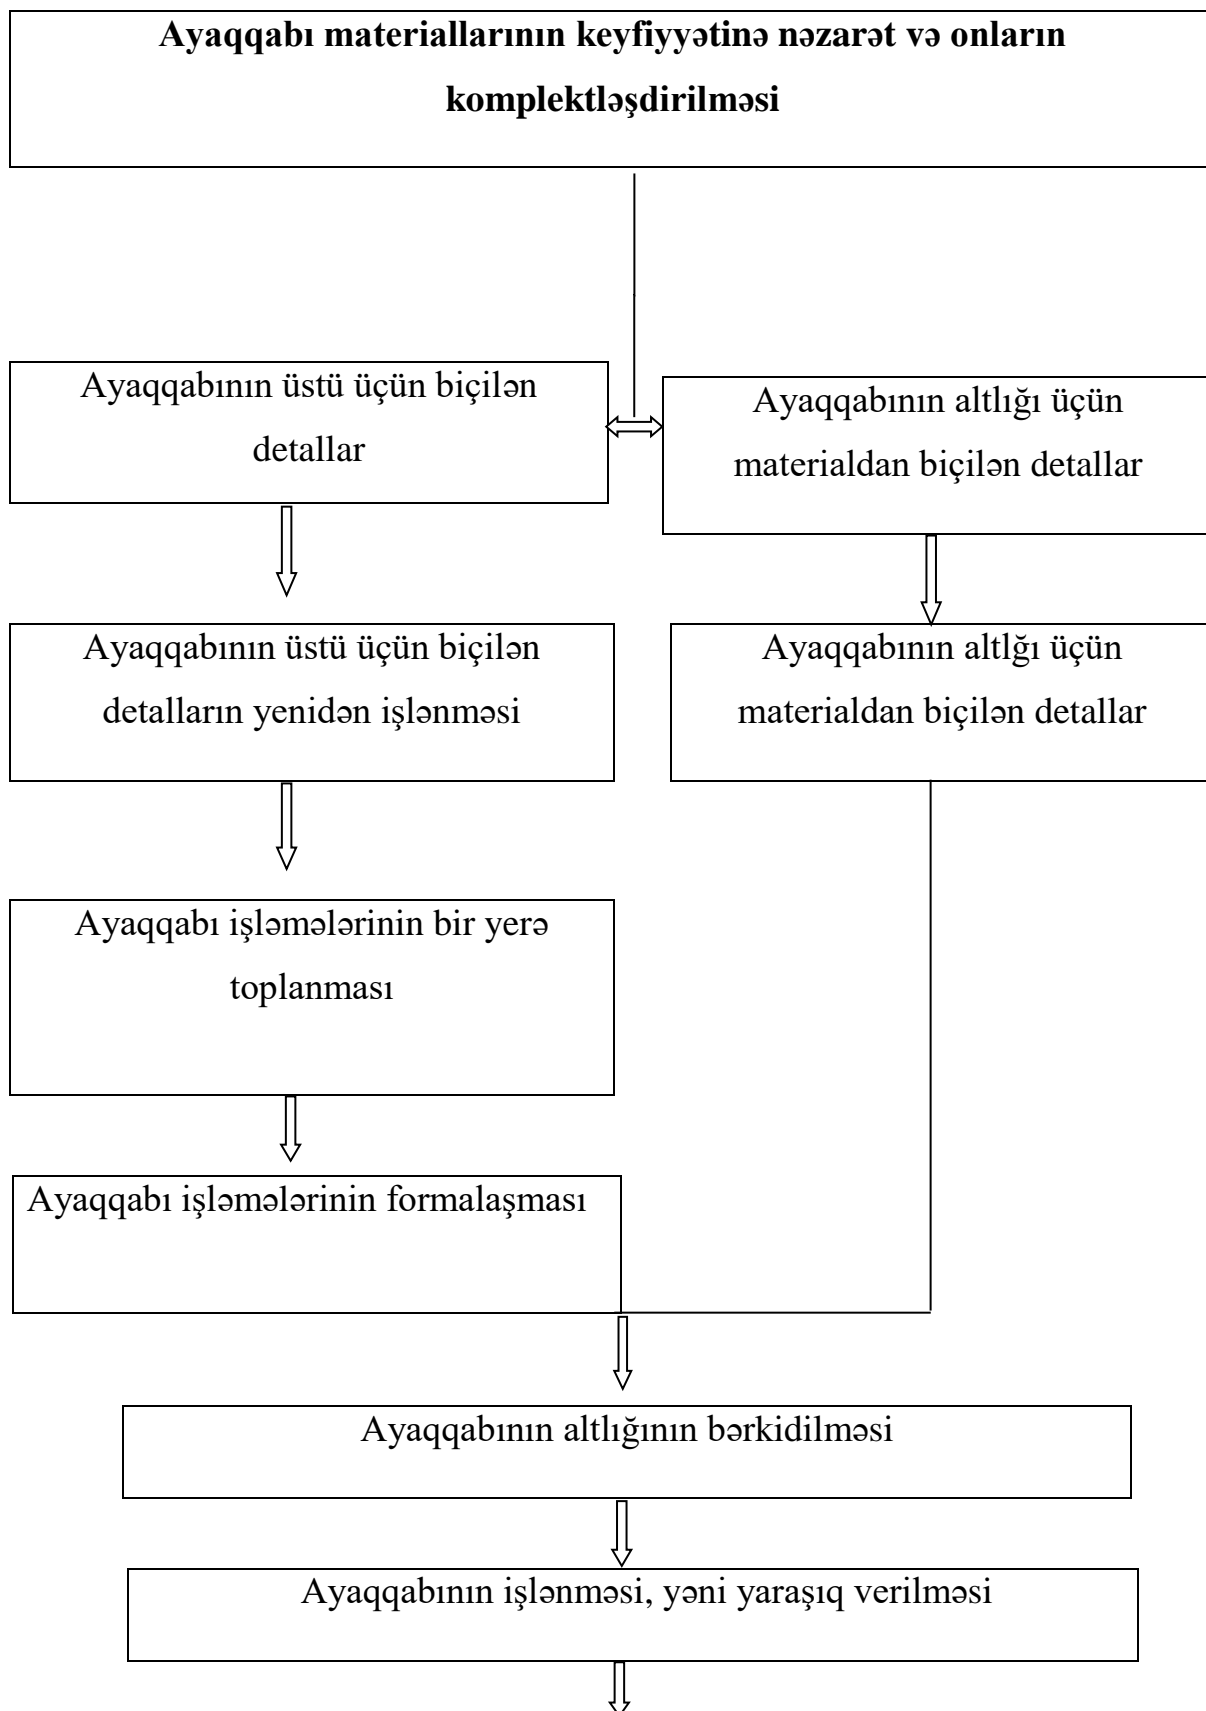 Ayaqqabı materiallarının keyfiyyətinə nəzarət və onların
komplektləşdirilməsi
Ayaqqabının üstü üçün biçilən
detallar
Ayaqqabının altlığı üçün
materialdan biçilən detallar
Ayaqqabının üstü üçün biçilən
detalların yenidən işlənməsi
Ayaqqabının altlğı üçün
materialdan biçilən detallar
Ayaqqabı işləmələrinin bir yerə
toplanması
Ayaqqabı işləmələrinin formalaşması
Ayaqqabının altlığının bərkidilməsi
Ayaqqabının işlənməsi, yəni yaraşıq verilməsi